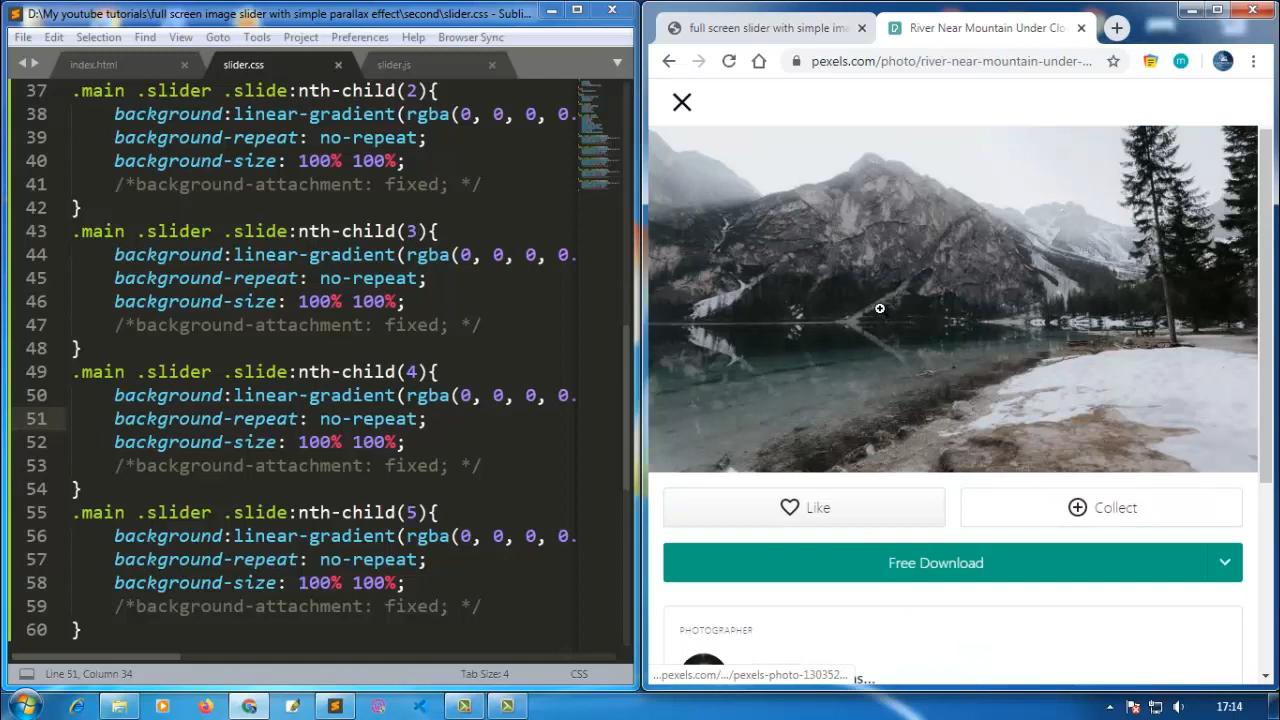 D:\My youtube tutorials\full screen image slider with simple parallax effect\second\slider.css - Subli...
File Edit Selection Find View Goto Tools Project Preferences Help Browser Sync
index.html slider.css slider.js
37 .main .slider .slide:nth-child(2){
38 background:linear-gradient(rgba(0, 0, 0, 0.
39 background-repeat: no-repeat;
40 background-size: 100% 100%;
41 /*background-attachment: fixed; */
42 }
43 .main .slider .slide:nth-child(3){
44 background:linear-gradient(rgba(0, 0, 0, 0.
45 background-repeat: no-repeat;
46 background-size: 100% 100%;
47 /*background-attachment: fixed; */
48 }
49 .main .slider .slide:nth-child(4){
50 background:linear-gradient(rgba(0, 0, 0, 0.
51 background-repeat: no-repeat;
52 background-size: 100% 100%;
53 /*background-attachment: fixed; */
54 }
55 .main .slider .slide:nth-child(5){
56 background:linear-gradient(rgba(0, 0, 0, 0.
57 background-repeat: no-repeat;
58 background-size: 100% 100%;
59 /*background-attachment: fixed; */
60 }
Line 51, Column 34 Tab Size: 4 CSS
full screen slider with simple ima River Near Mountain Under Clo
pexels.com/photo/river-near-mountain-under-...
m
Like Collect
Free Download
PHOTOGRAPHER
...pexels.com/.../pexels-photo-130352...
17:14